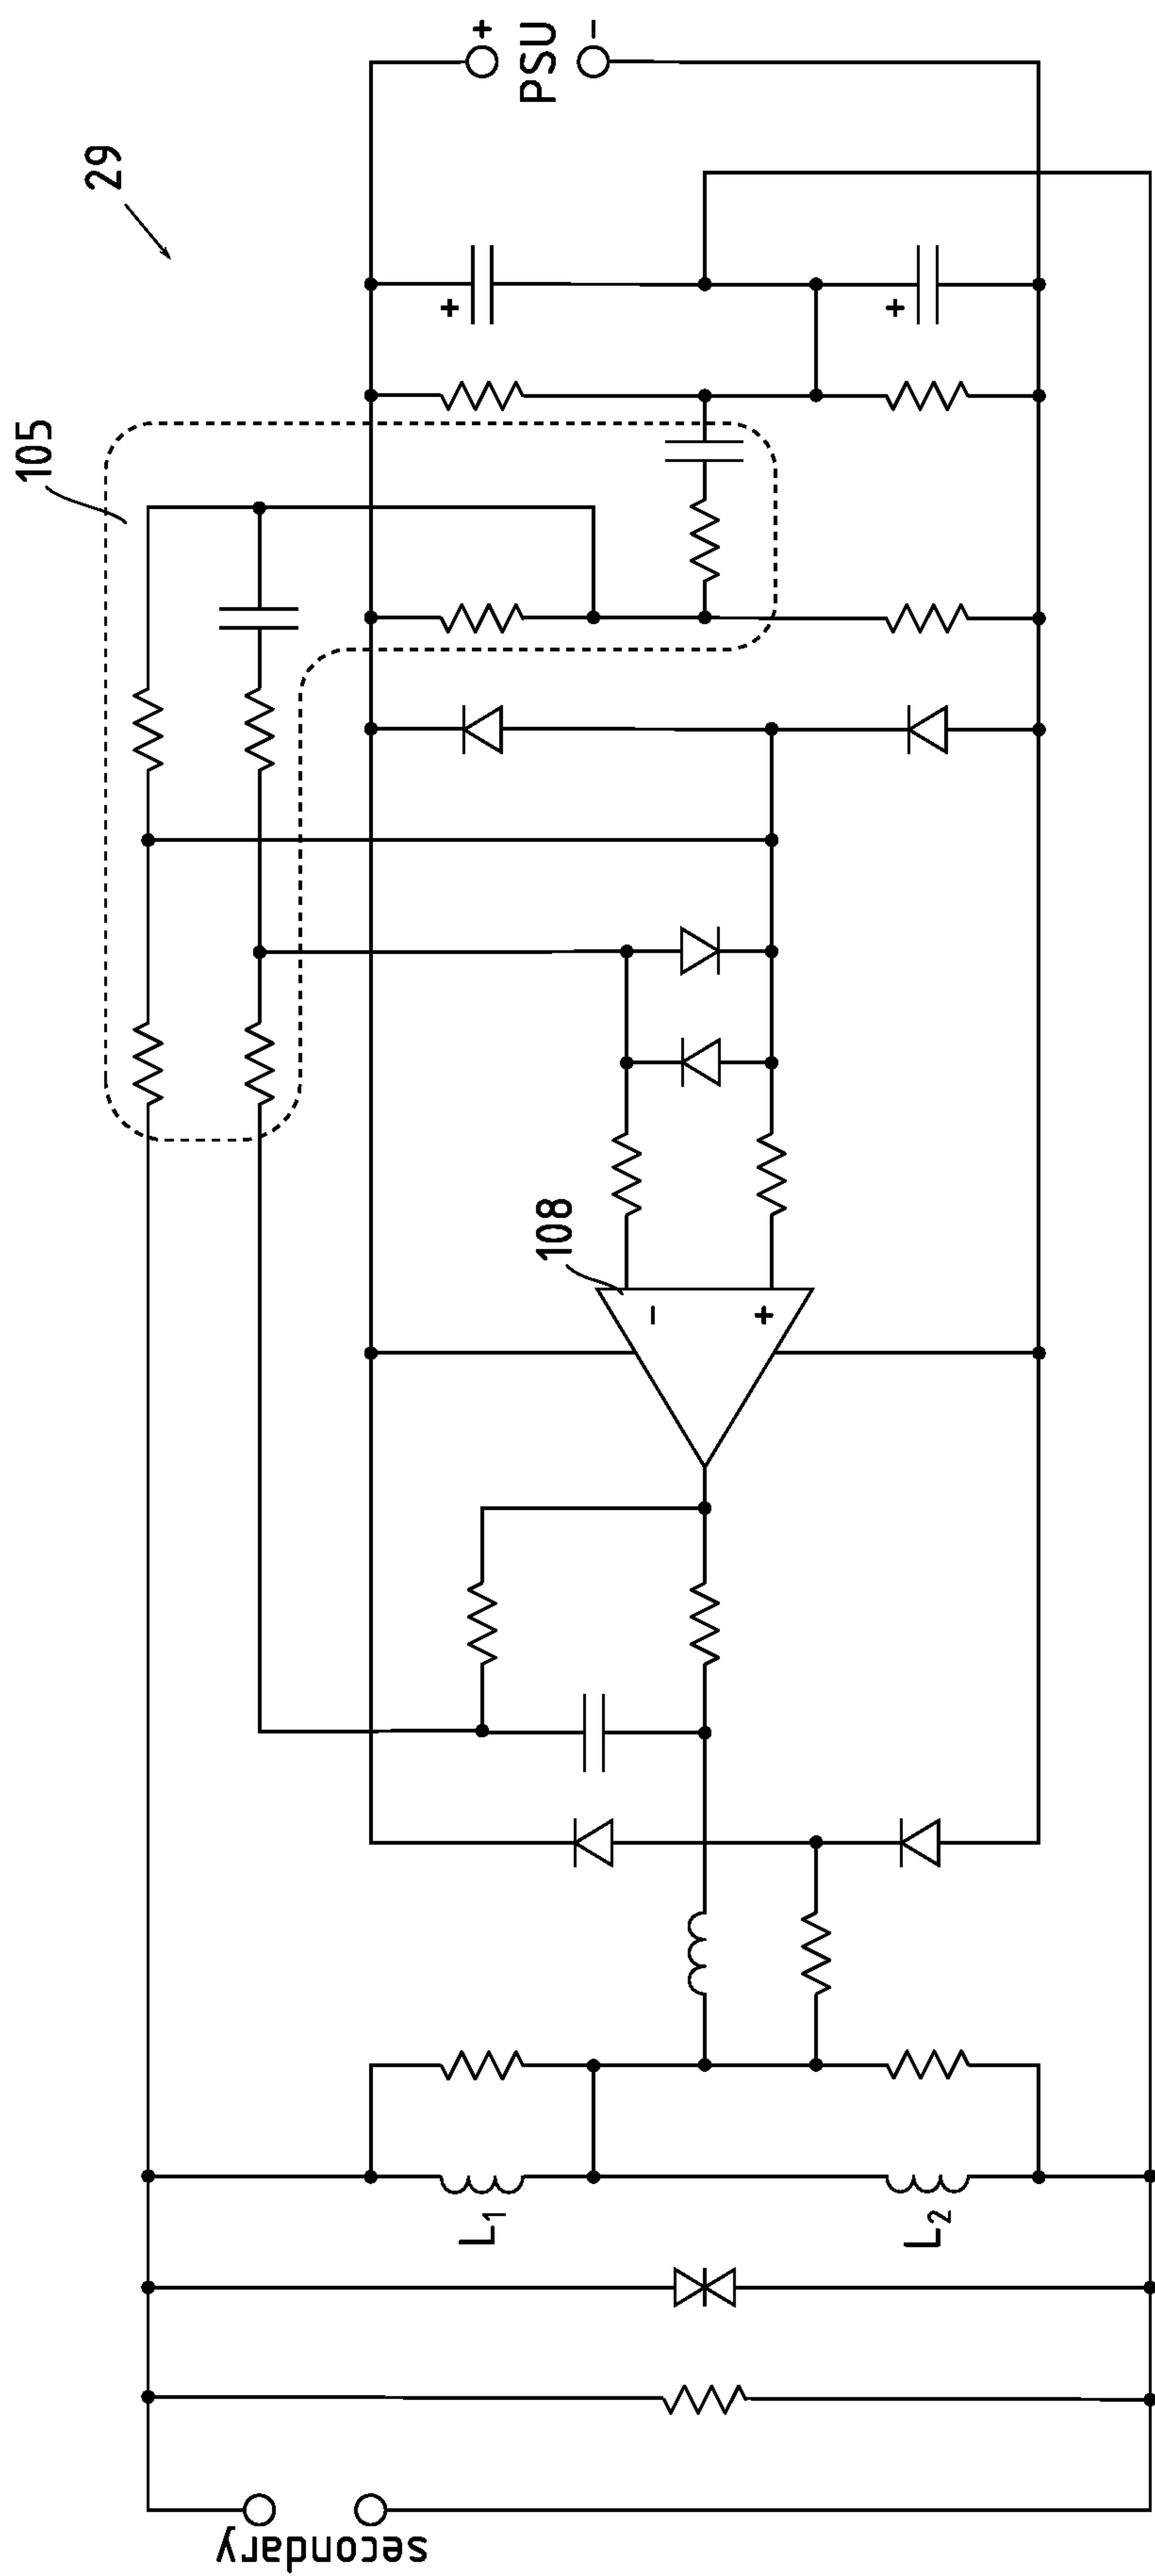 29
+
PSU
-
105
+
+
108
-
+
L1
L2
secondary